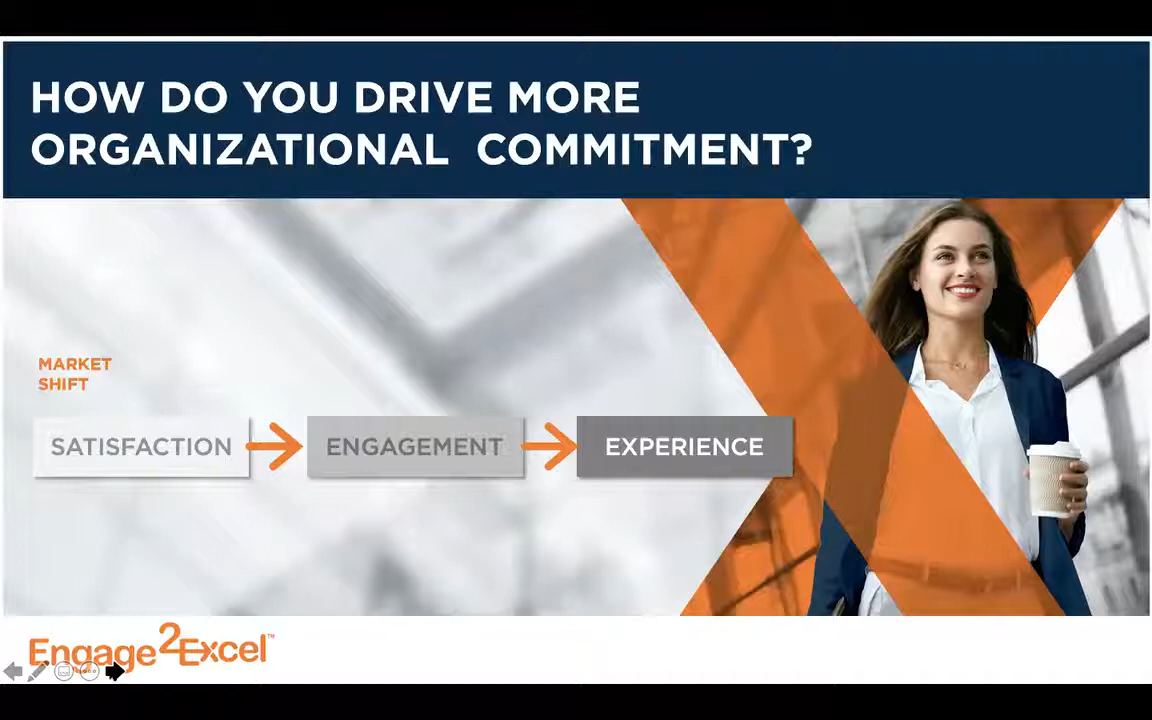 HOW DO YOU DRIVE MORE
ORGANIZATIONAL COMMITMENT?
MARKET
SHIFT
SATISFACTION
ENGAGEMENT
EXPERIENCE
Engage2Excel™